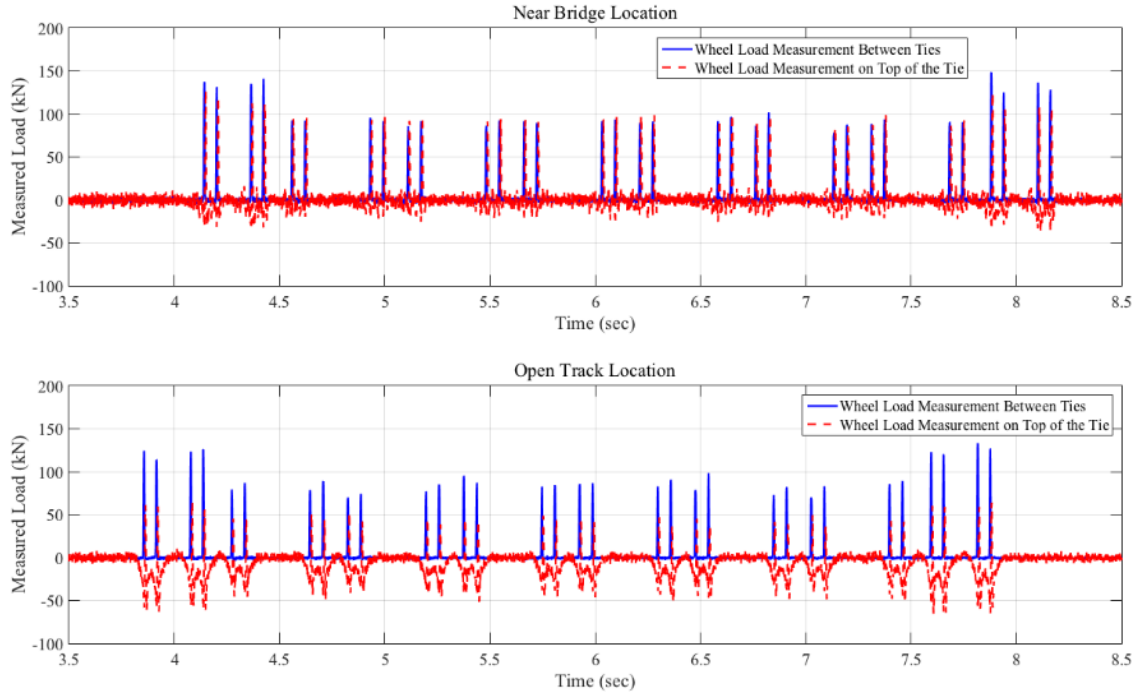 Near Bridge Location
200
150
100
50
0
-50
-100
Measured Load (kN)
Wheel Load Measurement Between Ties
Wheel Load Measurement on Top of the Tie
3.5 4 4.5 5 5.5 6 6.5 7 7.5 8 8.5
Time (sec)
Open Track Location
200
150
100
50
0
-50
-100
Measured Load (kN)
Wheel Load Measurement Between Ties
Wheel Load Measurement on Top of the Tie
3.5 4 4.5 5 5.5 6 6.5 7 7.5 8 8.5
Time (sec)